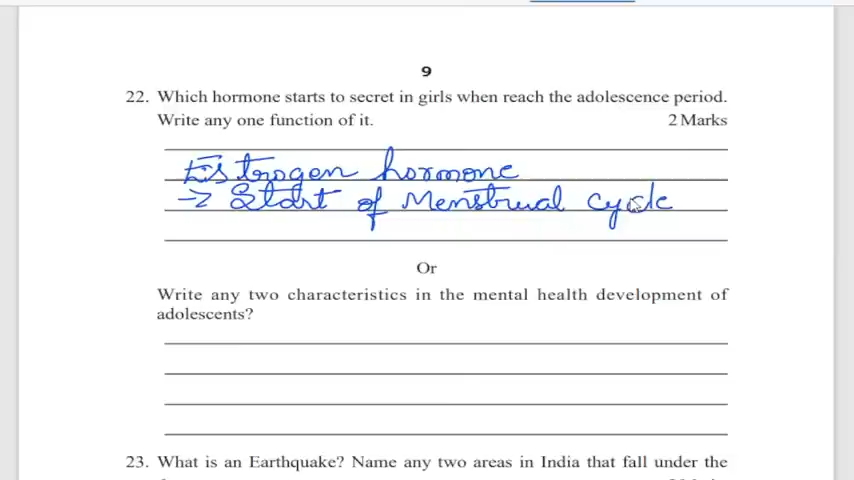 9
22. Which hormone starts to secret in girls when reach the adolescence period.
Write any one function of it. 2 Marks
Estrogen hormone
→ Start of Menstrual cycle
Or
Write any two characteristics in the mental health development of
adolescents?
23. What is an Earthquake? Name any two areas in India that fall under the